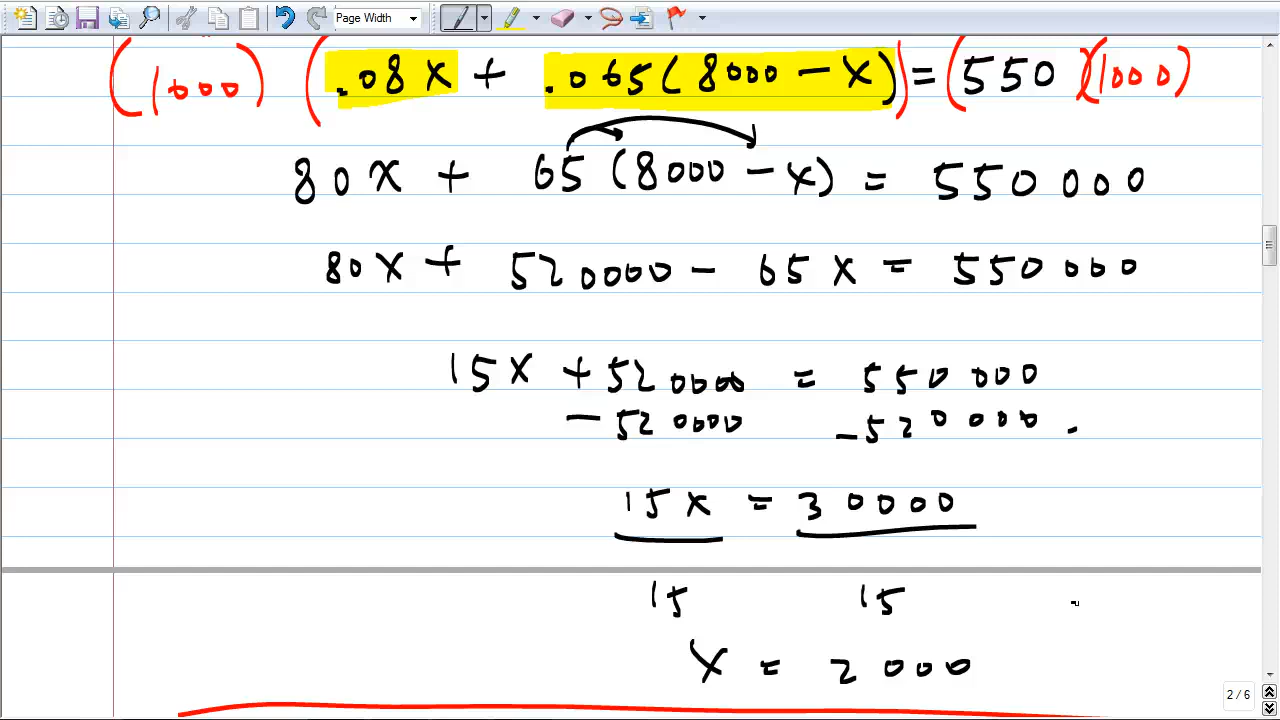 Page Width
(1000) (.08x + .065(8000 - x)) = (550)(1000)
80x + 65(8000 - x) = 550000
80x + 520000 - 65x = 550000
15x + 520000 = 550000
- 520000 - 520000.
15x = 30000
15 15
x = 2000
2/6